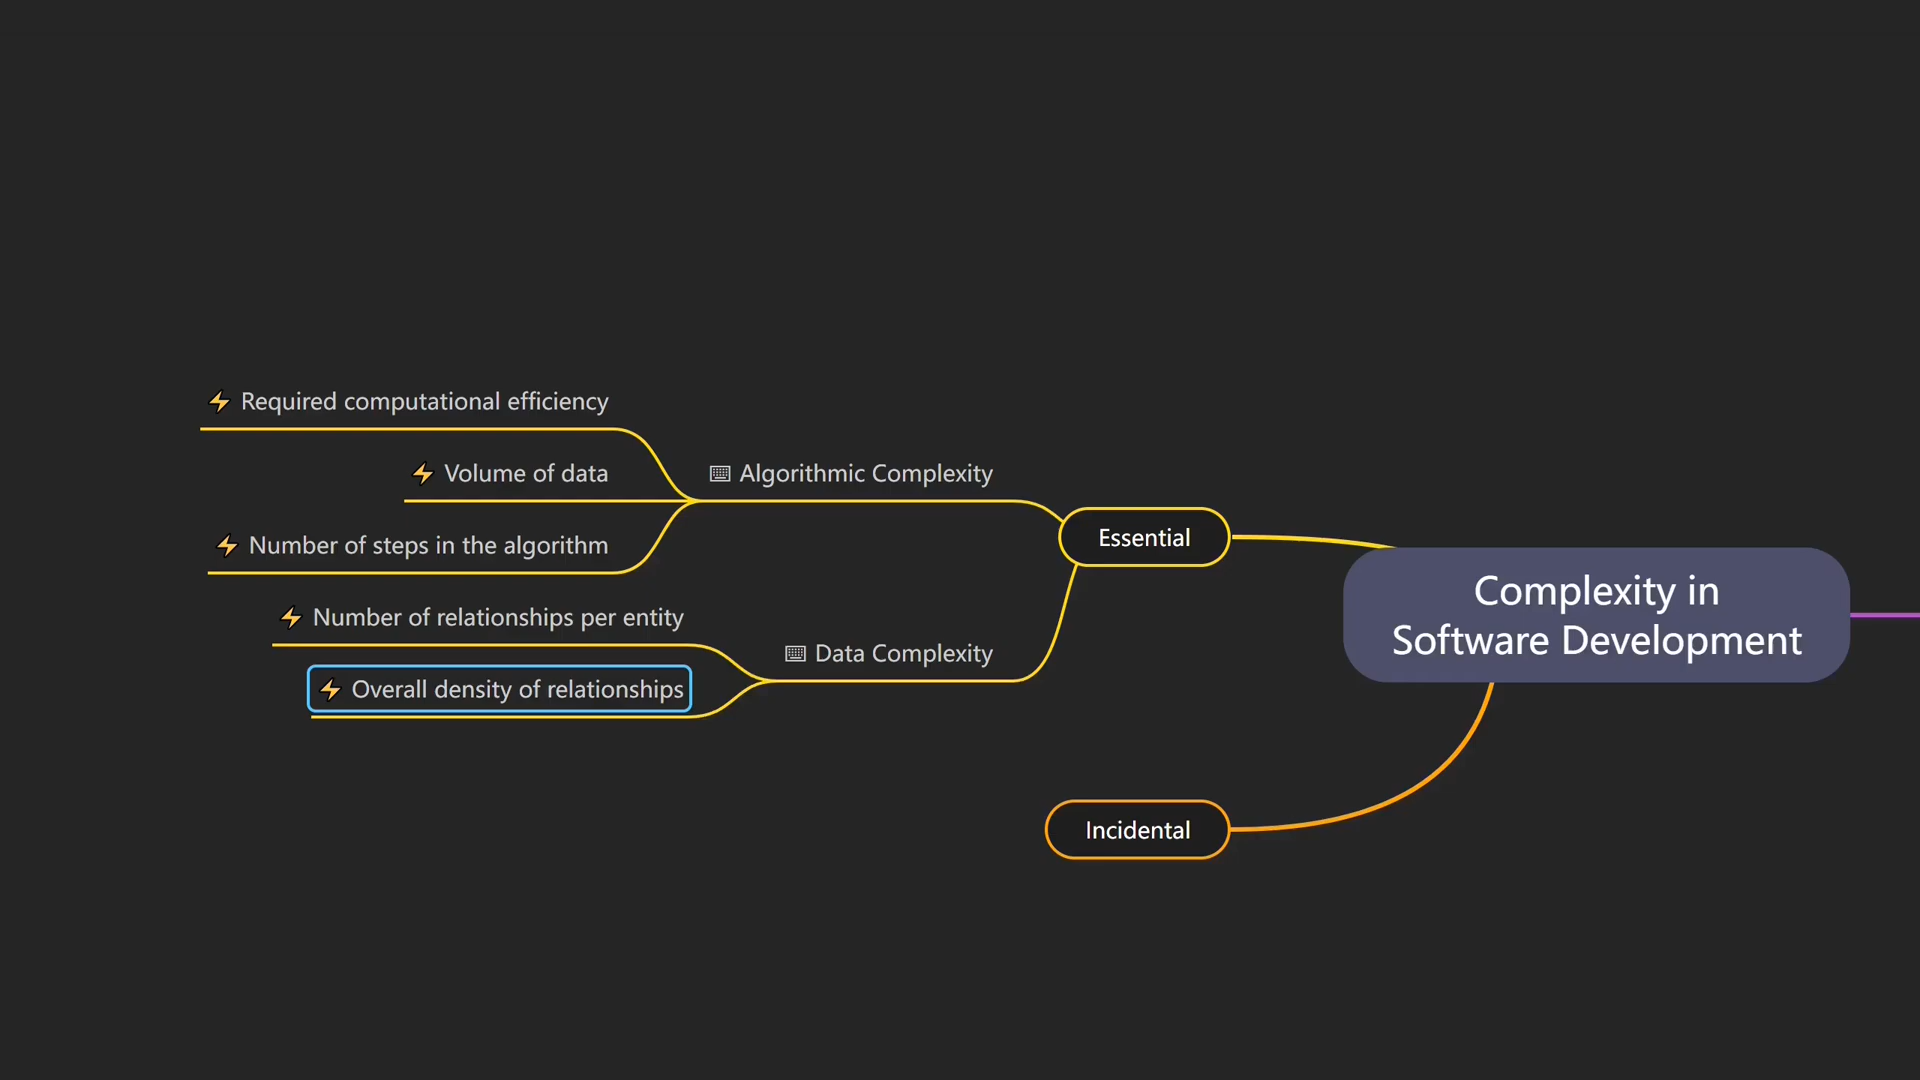 ⚡ Required computational efficiency
⚡ Volume of data
⌨ Algorithmic Complexity
⚡ Number of steps in the algorithm
Essential
Complexity in
Software Development
⚡ Number of relationships per entity
⌨ Data Complexity
⚡ Overall density of relationships
Incidental